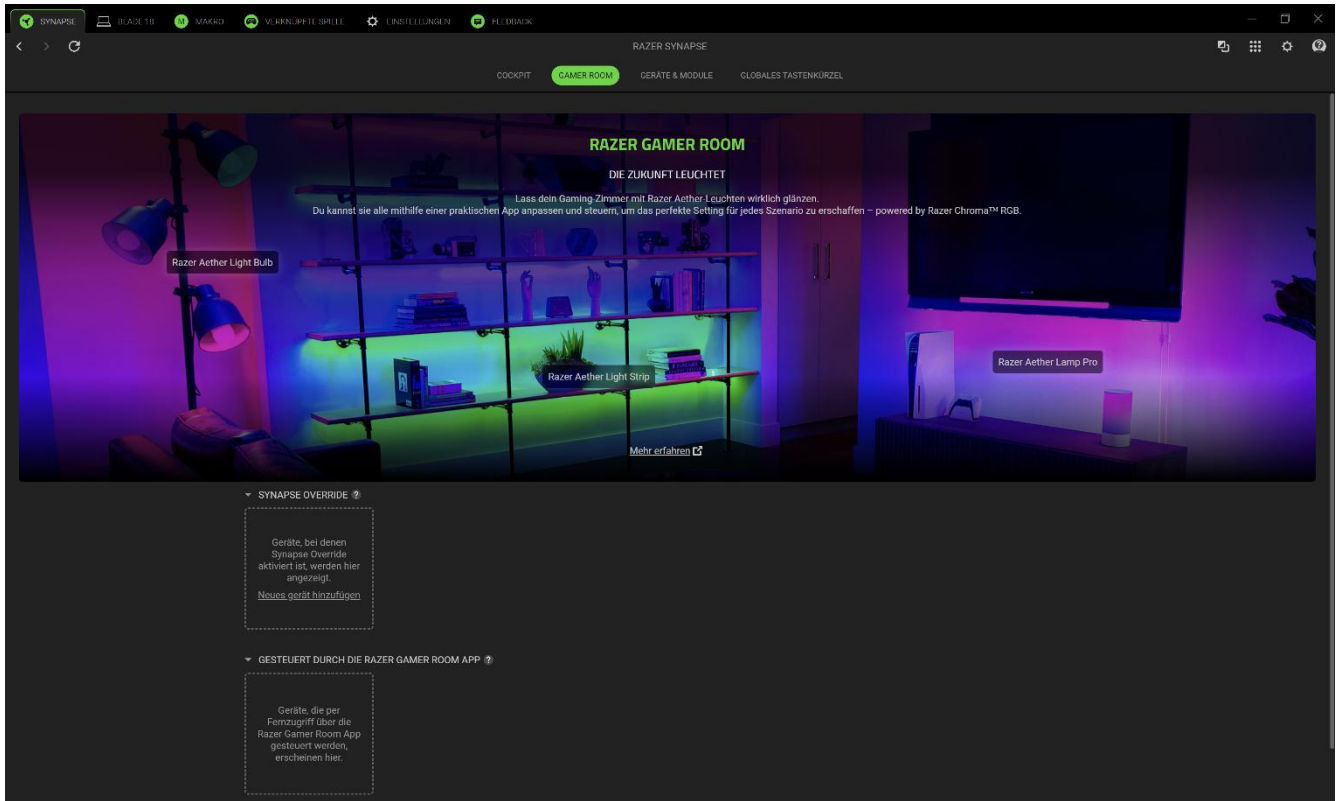 SYNAPSE
BLADE 18
MAKRO
VERKNÜPFTE SPIELE
EINSTELLUNGEN
FEEDBACK
RAZER SYNAPSE
COCKPIT
GAMER ROOM
GERÄTE & MODULE
GLOBALES TASTENKÜRZEL
RAZER GAMER ROOM
DIE ZUKUNFT LEUCHTET
Lass dein Gaming-Zimmer mit Razer Aether-Leuchten wirklich glänzen.
Du kannst sie alle mithilfe einer praktischen App anpassen und steuern, um das perfekte Setting für jedes Szenario zu erschaffen – powered by Razer Chroma™ RGB.
Razer Aether Light Bulb
Razer Aether Lamp Pro
Razer Aether Light Strip
Mehr erfahren
SYNAPSE OVERRIDE ?
Geräte, bei denen
Synapse Override
aktiviert ist, werden hier
angezeigt.
Neues gerät hinzufügen
GESTEUERT DURCH DIE RAZER GAMER ROOM APP ?
Geräte, die per
Fernzugriff über die
Razer Gamer Room App
gesteuert werden,
erscheinen hier.